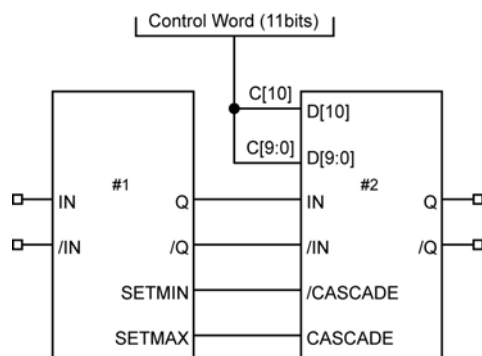 Control Word (11bits)
C[10]
D[10]
C[9:0]
D[9:0]
#1
#2
IN
Q
IN
Q
/IN
/Q
/IN
/Q
SETMIN
/CASCADE
SETMAX
CASCADE